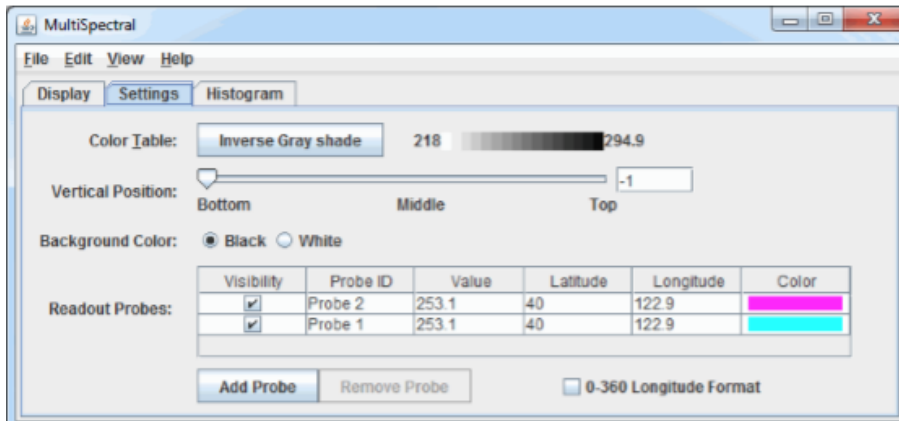 MultiSpectral
File Edit View Help
Display Settings Histogram
Color Table: Inverse Gray shade 218 294.9
Vertical Position: -1
Bottom Middle Top
Background Color: Black White
Readout Probes:
Visibility Probe ID Value Latitude Longitude Color
Probe 2 253.1 40 122.9
Probe 1 253.1 40 122.9
Add Probe Remove Probe 0-360 Longitude Format